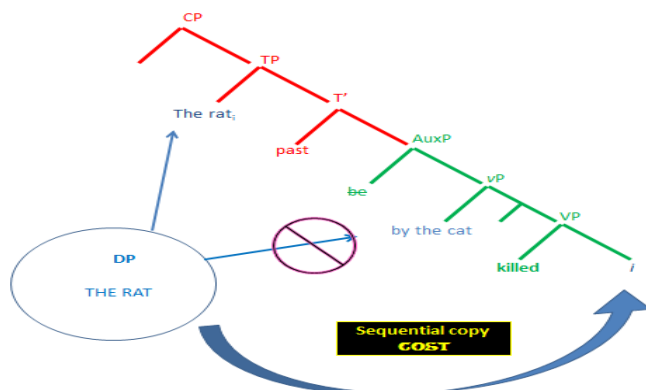 CP
TP
The rati
T’
past
AuxP
be
vP
by the cat
VP
killed
i
DP
THE RAT
Sequential copy
COST